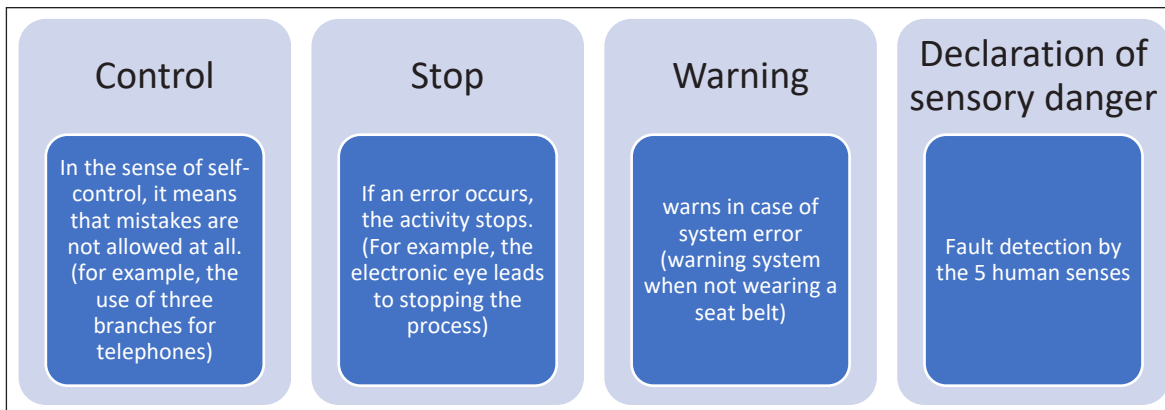 Control
In the sense of self-
control, it means
that mistakes are
not allowed at all.
(for example, the
use of three
branches for
telephones)
Stop
If an error occurs,
the activity stops.
(For example, the
electronic eye leads
to stopping the
process)
Warning
warns in case of
system error
(warning system
when not wearing a
seat belt)
Declaration of
sensory danger
Fault detection by
the 5 human senses